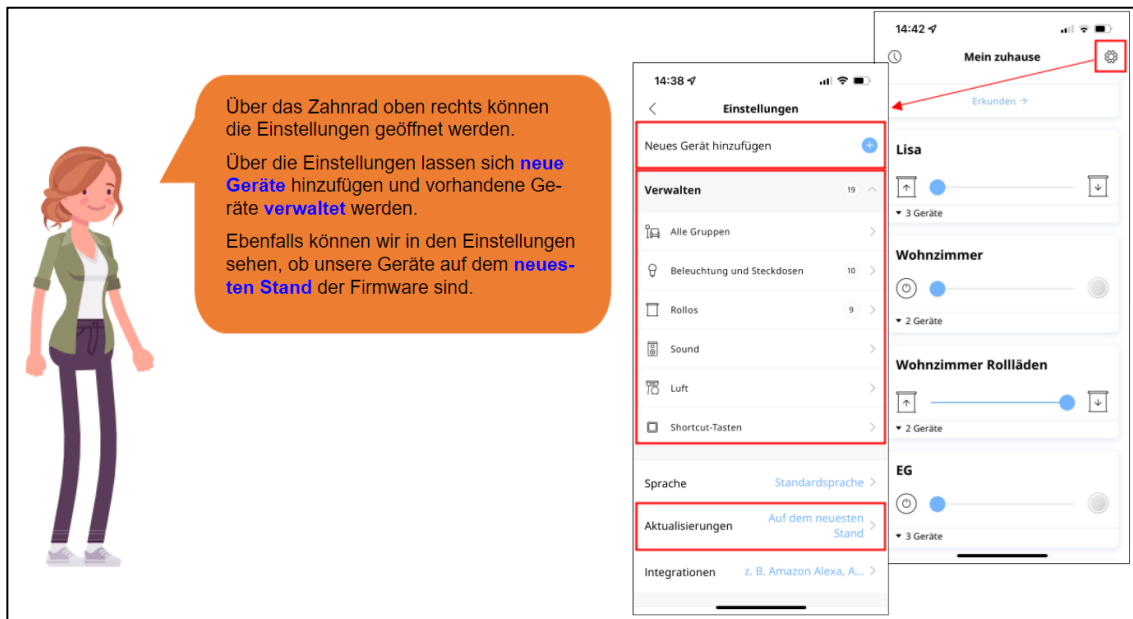 Über das Zahnrad oben rechts können
die Einstellungen geöffnet werden.
Über die Einstellungen lassen sich neue
Geräte hinzufügen und vorhandene Ge-
räte verwaltet werden.
Ebenfalls können wir in den Einstellungen
sehen, ob unsere Geräte auf dem neues-
ten Stand der Firmware sind.
14:38
Einstellungen
Neues Gerät hinzufügen
Verwalten 19
Alle Gruppen
Beleuchtung und Steckdosen 10
Rollos 9
Sound
Luft
Shortcut-Tasten
Sprache Standardsprache
Aktualisierungen Auf dem neuesten
Stand
Integrationen z. B. Amazon Alexa, A...
14:42
Mein zuhause
Erkunden →
Lisa
3 Geräte
Wohnzimmer
2 Geräte
Wohnzimmer Rollläden
2 Geräte
EG
3 Geräte